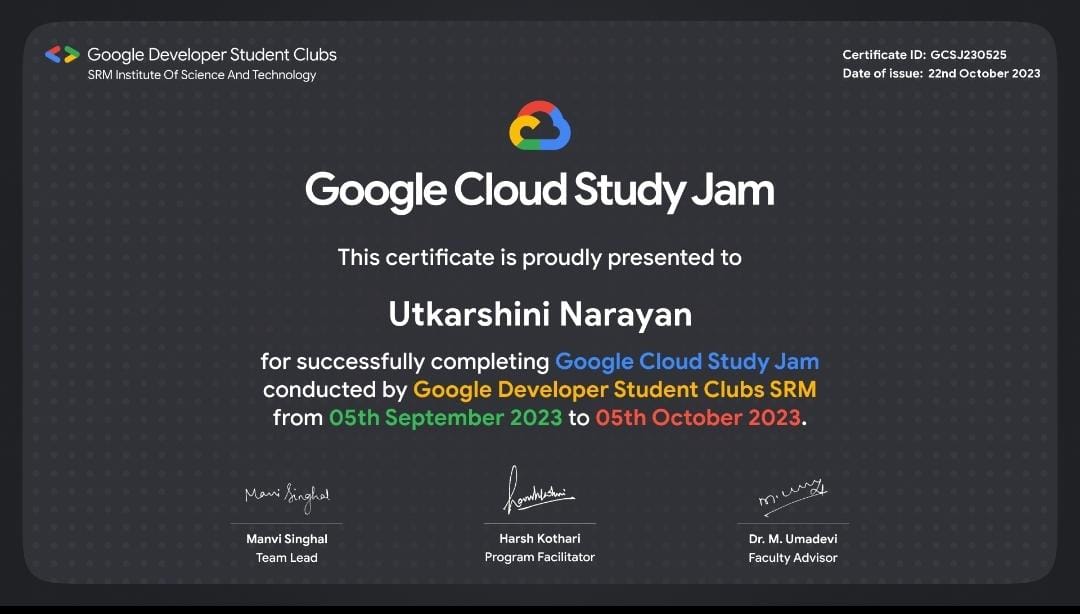 Google Developer Student Clubs
SRM Institute Of Science And Technology
Certificate ID: GCSJ230525
Date of issue: 22nd October 2023
Google Cloud Study Jam
This certificate is proudly presented to
Utkarshini Narayan
for successfully completing Google Cloud Study Jam
conducted by Google Developer Student Clubs SRM
from 05th September 2023 to 05th October 2023.
Manvi Singhal
Manvi Singhal
Team Lead
Harsh Kothari
Program Facilitator
Dr. M. Umadevi
Faculty Advisor